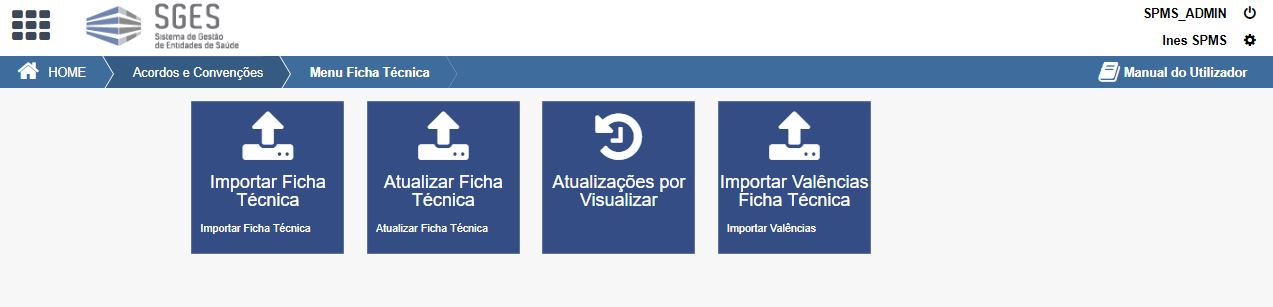 SGES
Sistema de Gestão
de Entidades de Saúde
SPMS_ADMIN
Ines SPMS
HOME
Acordos e Convenções
Menu Ficha Técnica
Manual do Utilizador
Importar Ficha
Técnica
Importar Ficha Técnica
Atualizar Ficha
Técnica
Atualizar Ficha Técnica
Atualizações por
Visualizar
Importar Valências
Ficha Técnica
Importar Valências